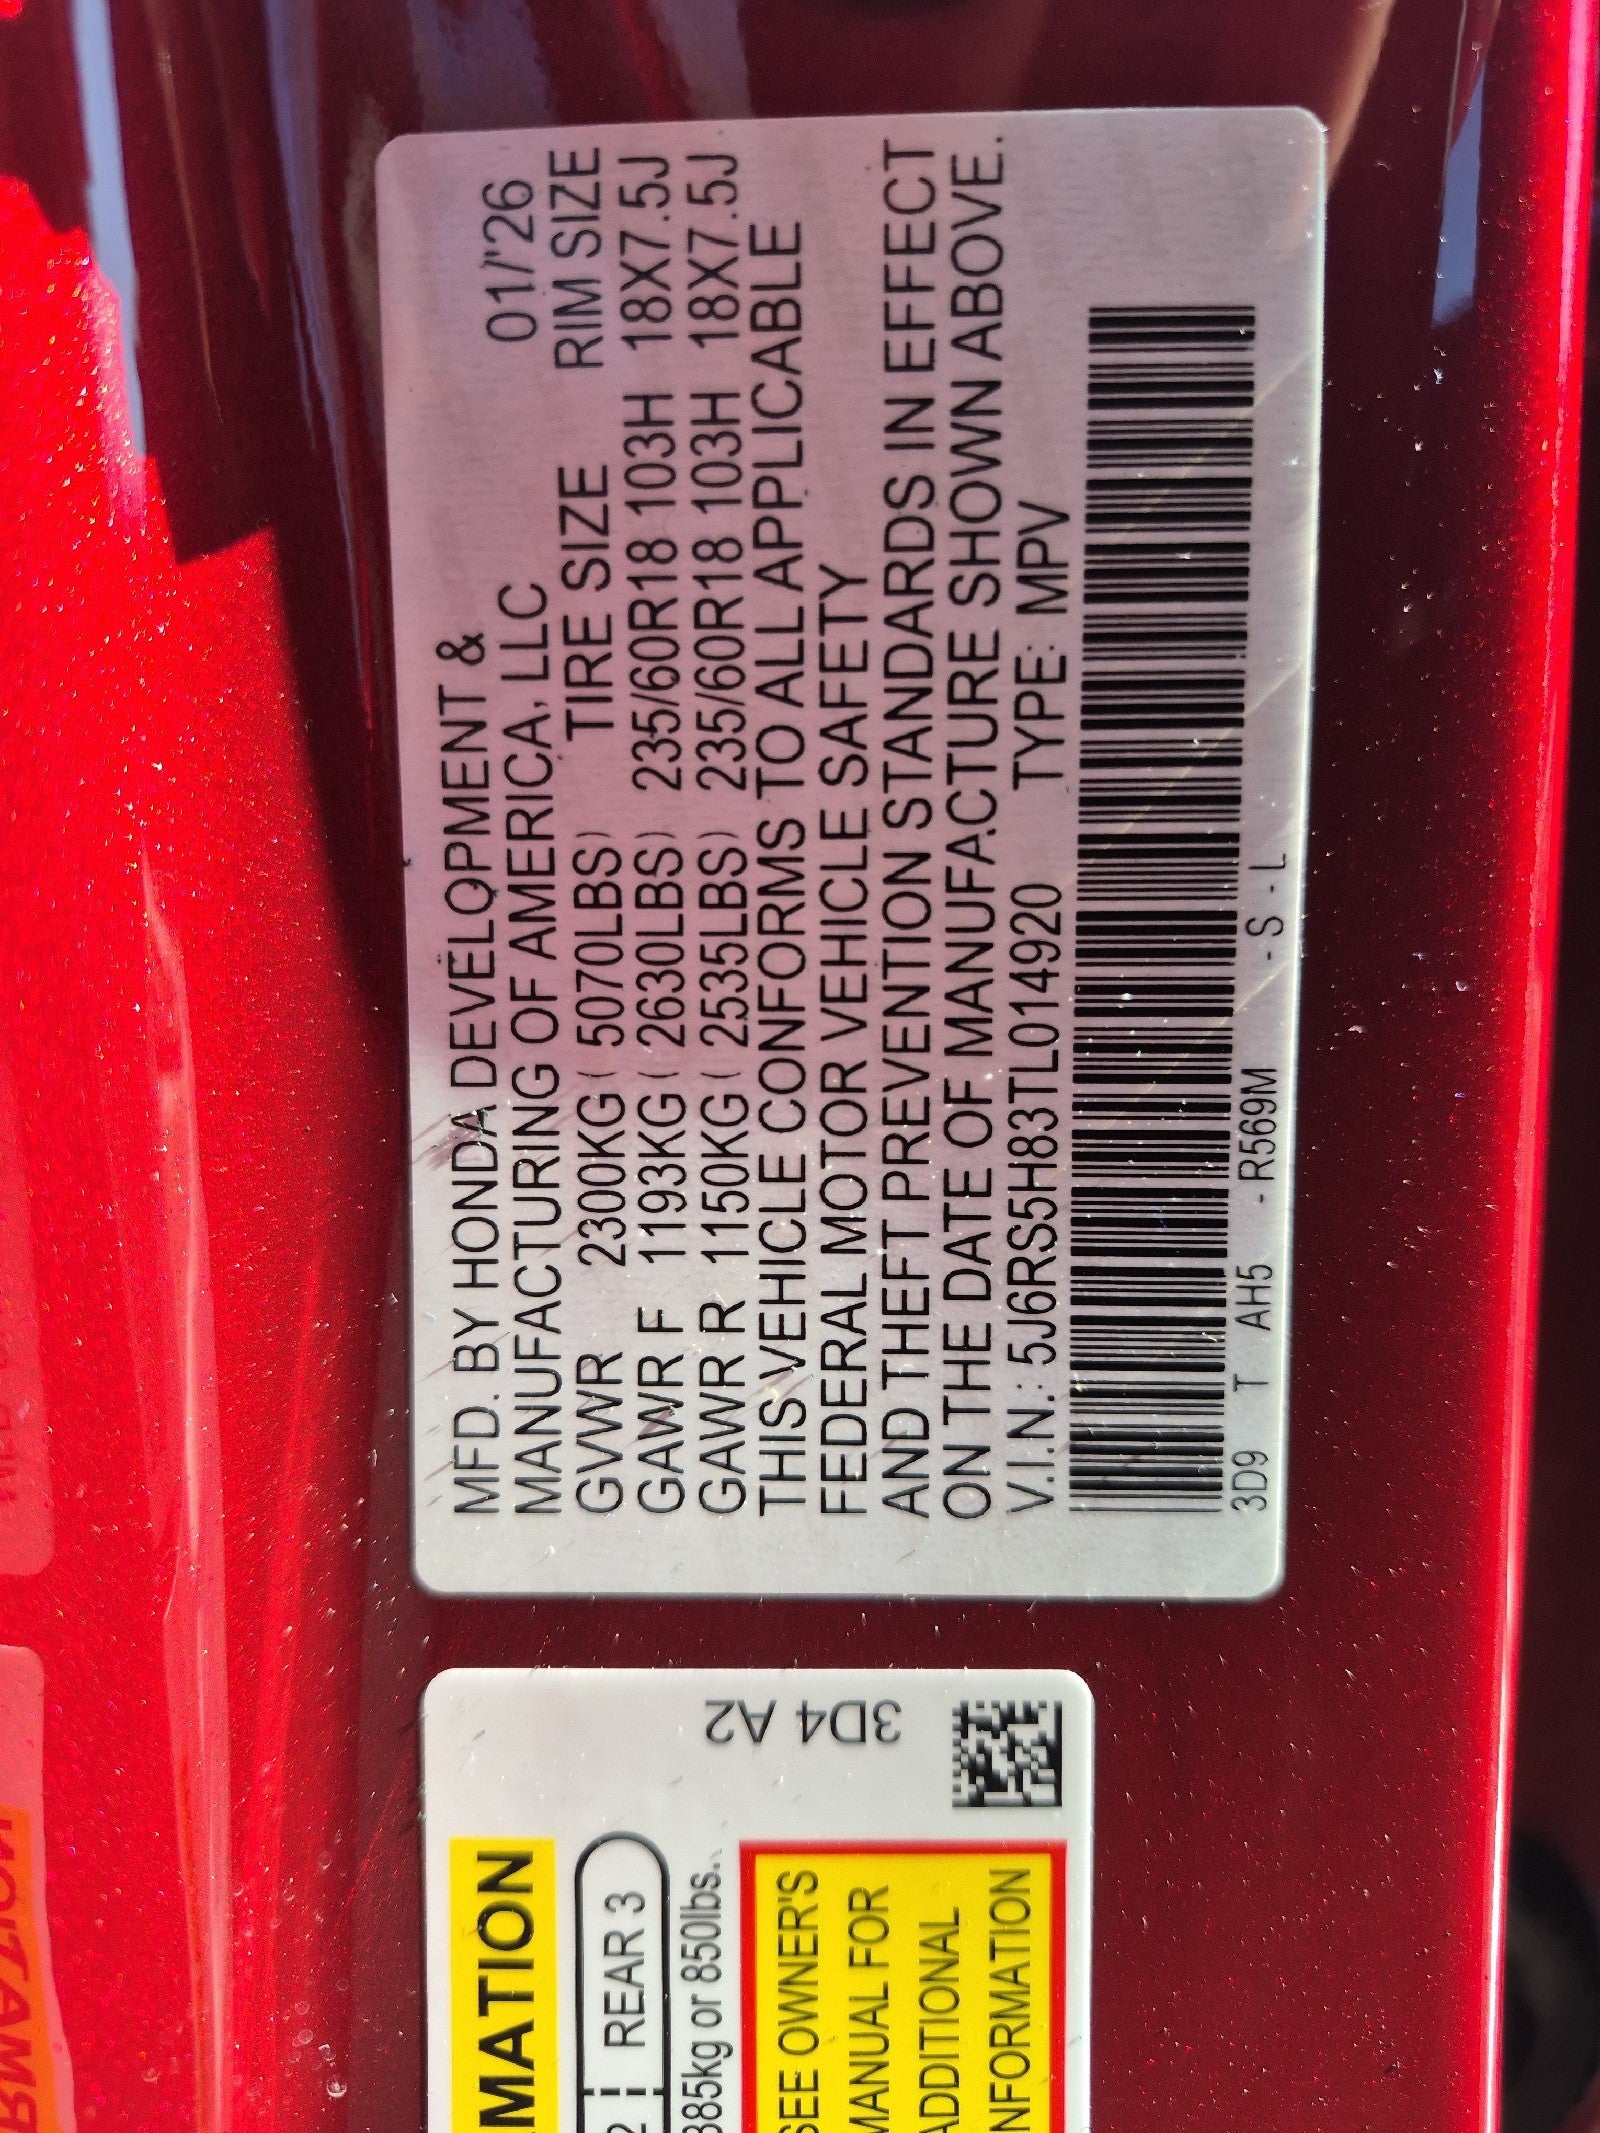 MFD. BY HONDA DEVELOPMENT &
MANUFACTURING OF AMERICA, LLC 01/'26
TIRE SIZE RIM SIZE
GVWR 2300KG ( 5070LBS)
GAWR F 1193KG ( 2630LBS) 235/60R18 103H 18X7.5J
GAWR R 1150KG ( 2535LBS) 235/60R18 103H 18X7.5J
THIS VEHICLE CONFORMS TO ALL APPLICABLE
FEDERAL MOTOR VEHICLE SAFETY
AND THEFT PREVENTION STANDARDS IN EFFECT
ON THE DATE OF MANUFACTURE SHOWN ABOVE.
V.I.N.: 5J6RS5H83TL014920 TYPE: MPV
3D9 T AH5 -R569M -S-L
MATION
2 REAR 3
385kg or 850lbs.
SEE OWNER'S
MANUAL FOR
ADDITIONAL
INFORMATION
3D4 A2